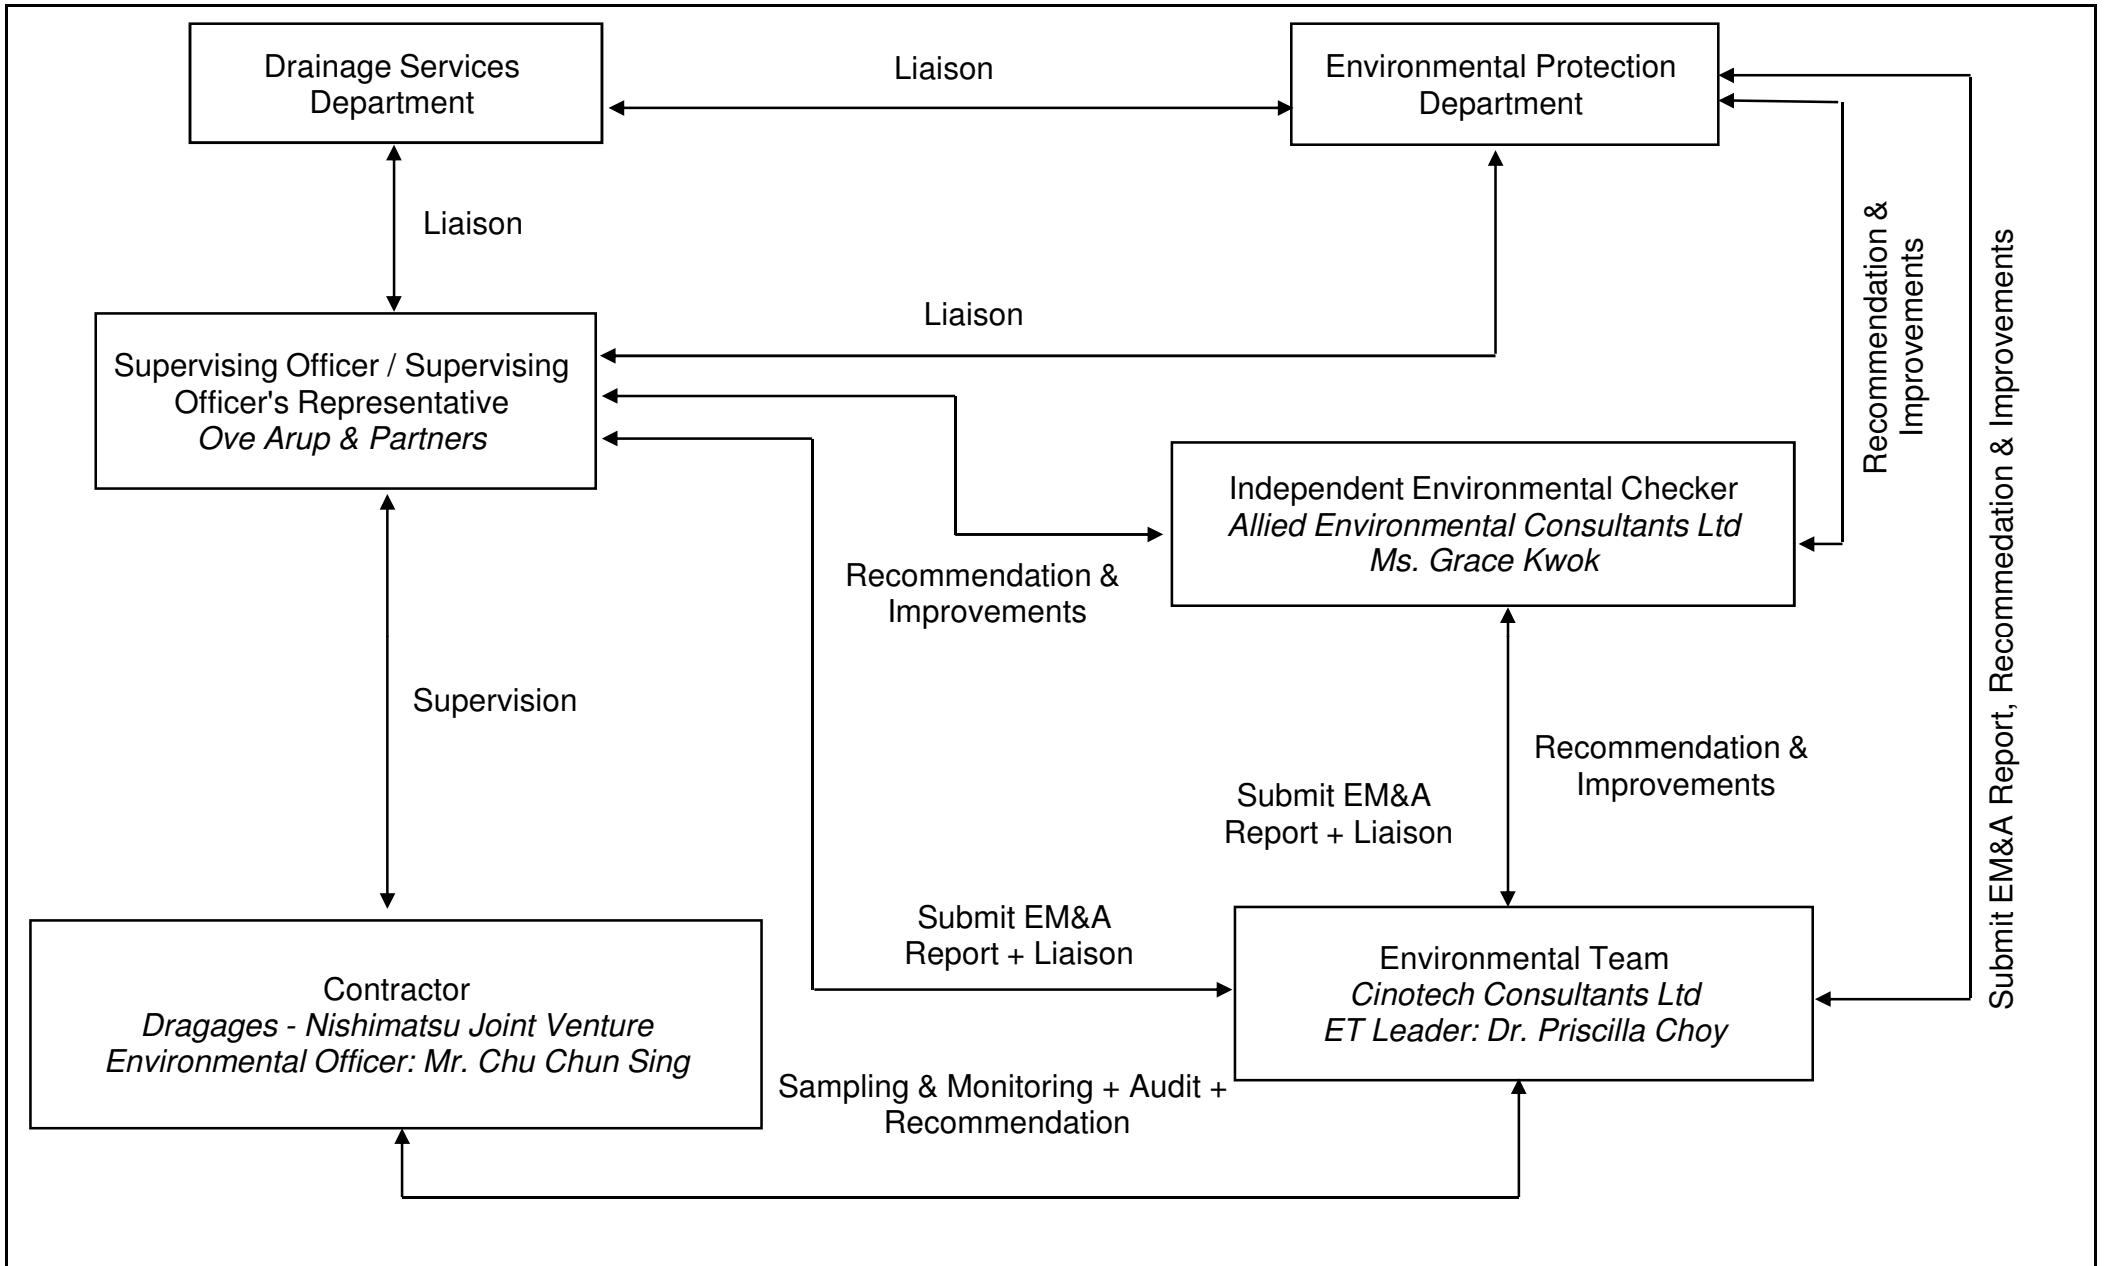 Drainage Services
Department
Liaison
Environmental Protection
Department
Liaison
Recommendation &
Improvements
Submit EM&A Report, Recommedation & Improvements
Liaison
Supervising Officer / Supervising
Officer's Representative
Ove Arup & Partners
Independent Environmental Checker
Allied Environmental Consultants Ltd
Ms. Grace Kwok
Recommendation &
Improvements
Supervision
Recommendation &
Improvements
Submit EM&A
Report + Liaison
Submit EM&A
Report + Liaison
Environmental Team
Cinotech Consultants Ltd
ET Leader: Dr. Priscilla Choy
Contractor
Dragages - Nishimatsu Joint Venture
Environmental Officer: Mr. Chu Chun Sing
Sampling & Monitoring + Audit +
Recommendation